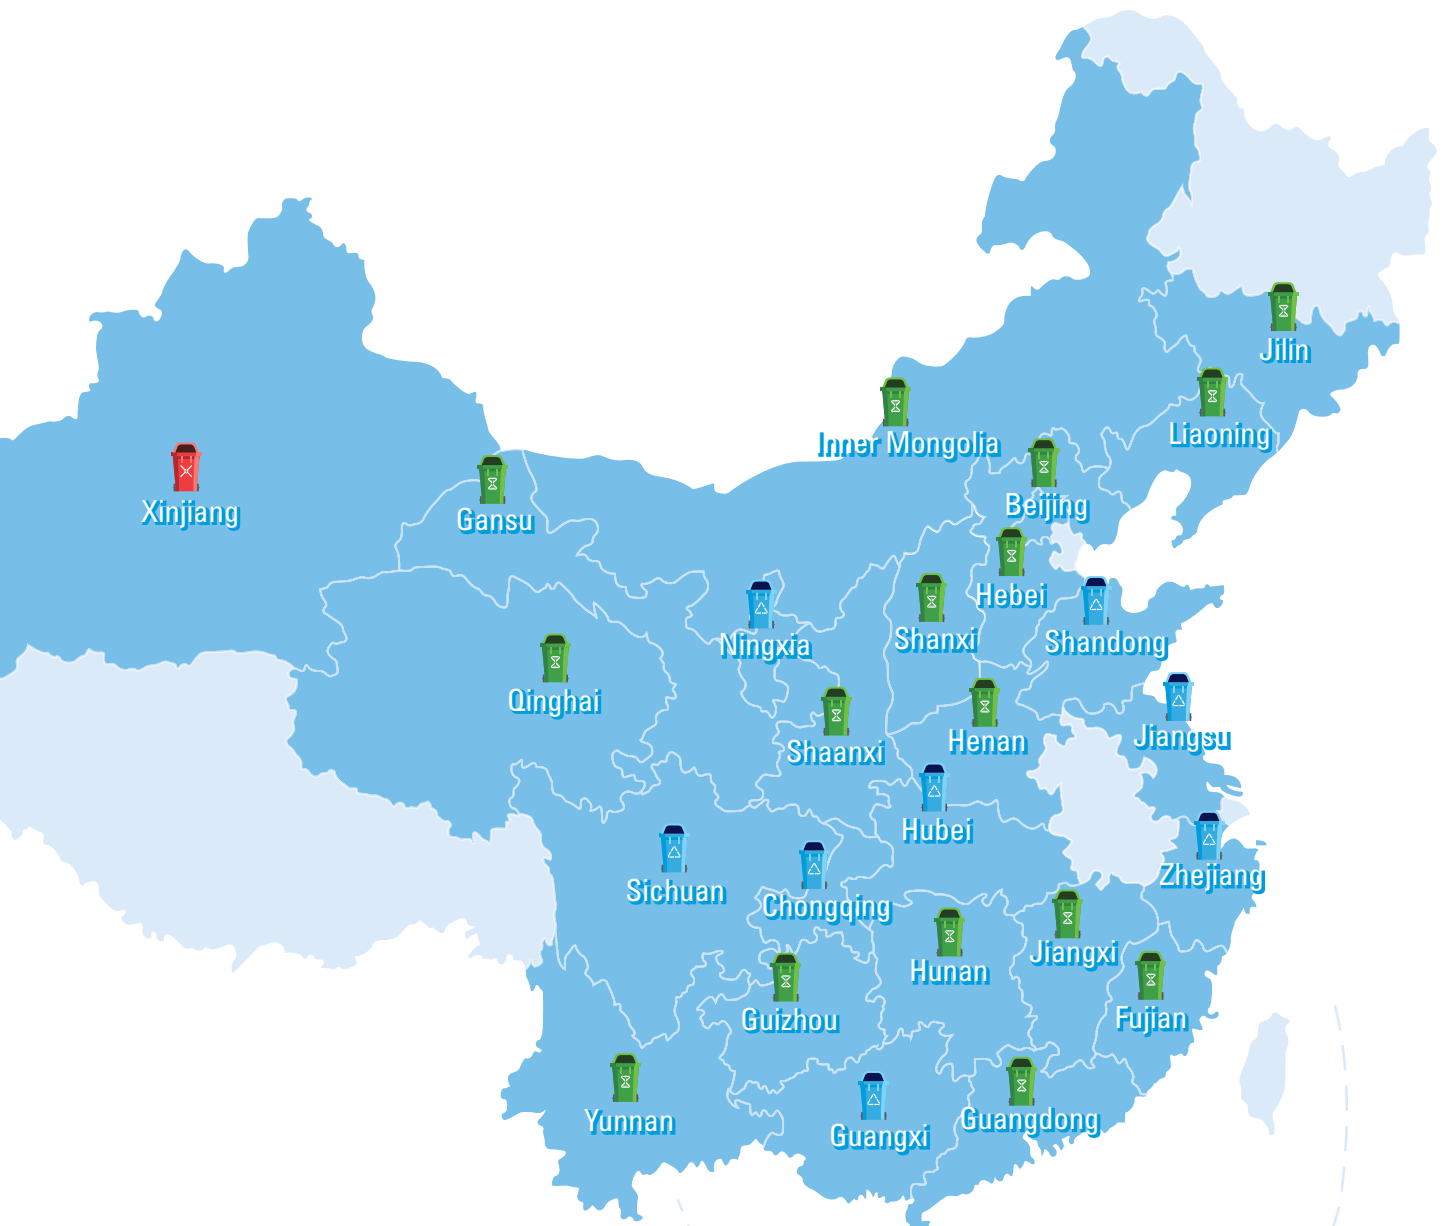 Jilin
Liaoning
Inner Mongolia
Beijing
Xinjiang
Gansu
Hebei
Shanxi
Shandong
Ningxia
Qinghai
Jiangsu
Henan
Shaanxi
Hubei
Zhejiang
Sichuan
Chongqing
Jiangxi
Hunan
Fujian
Guizhou
Guangdong
Yunnan
Guangxi